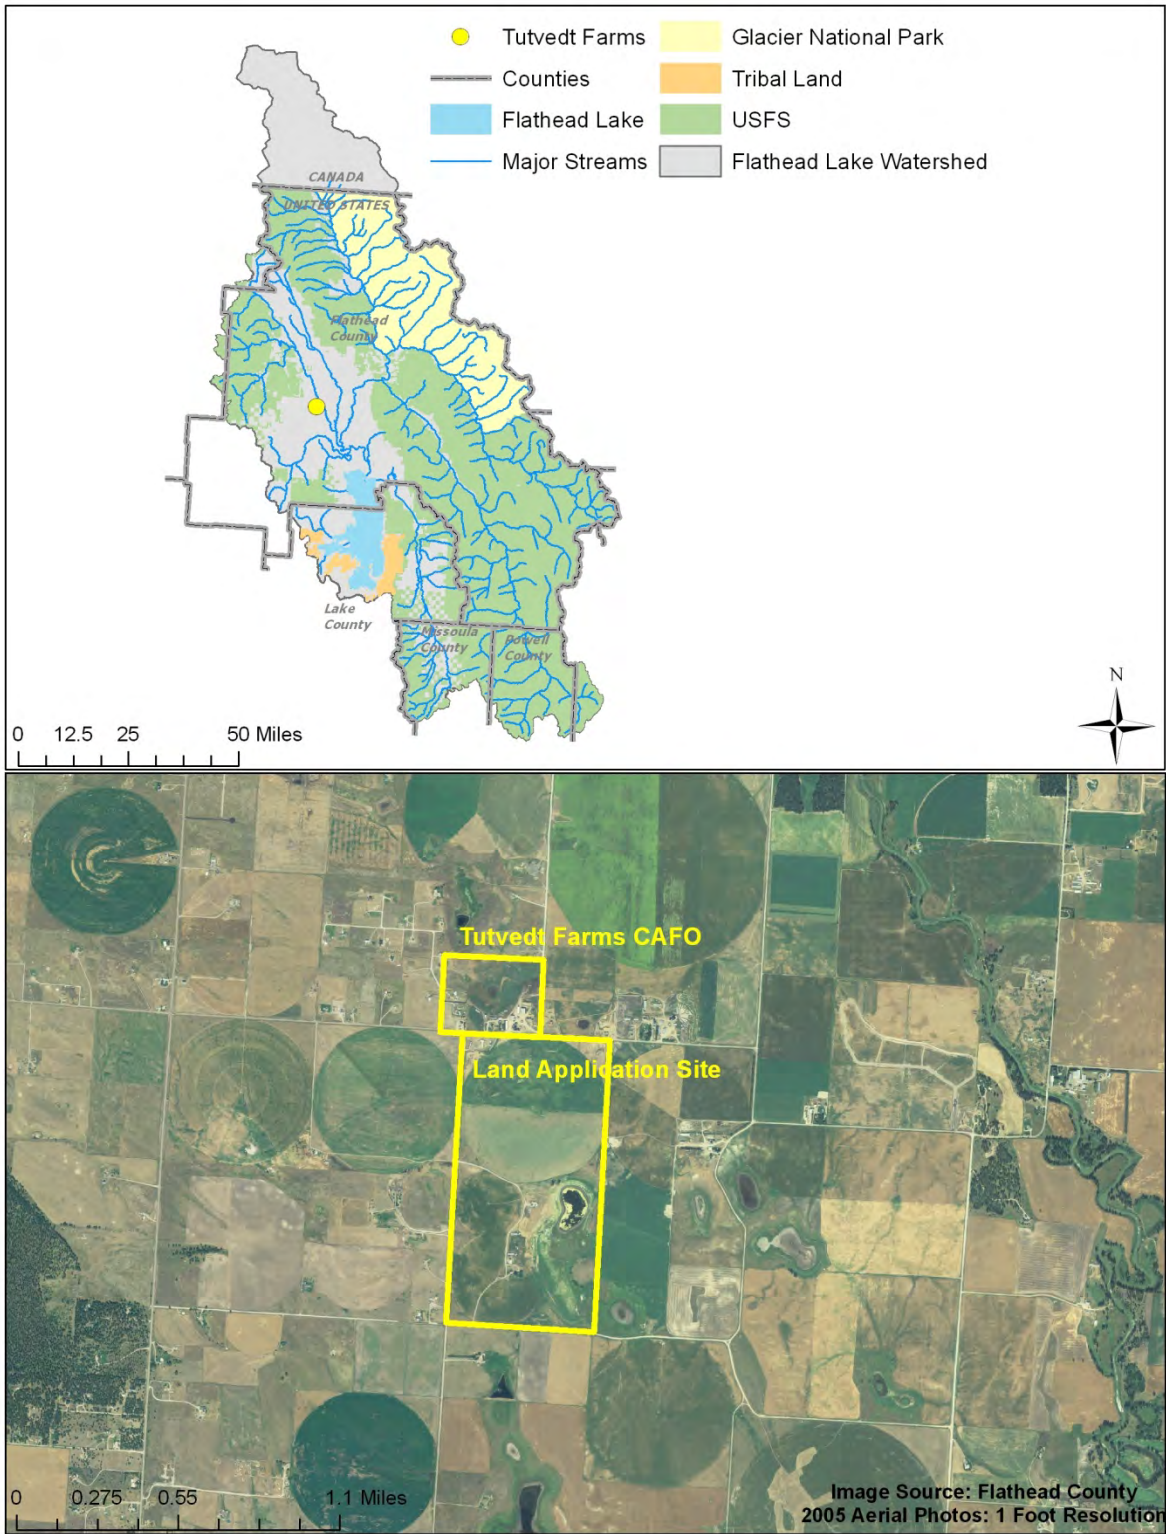 Tutvedt Farms
Glacier National Park
Counties
Tribal Land
Flathead Lake
USFS
Major Streams
Flathead Lake Watershed
CANADA
UNITED STATES
Flathead
County
Lake
County
Missoula
County
Powell
County
N
0 12.5 25 50 Miles
Tutvedt Farms CAFO
Land Application Site
0 0.275 0.55 1.1 Miles
Image Source: Flathead County
2005 Aerial Photos: 1 Foot Resolution